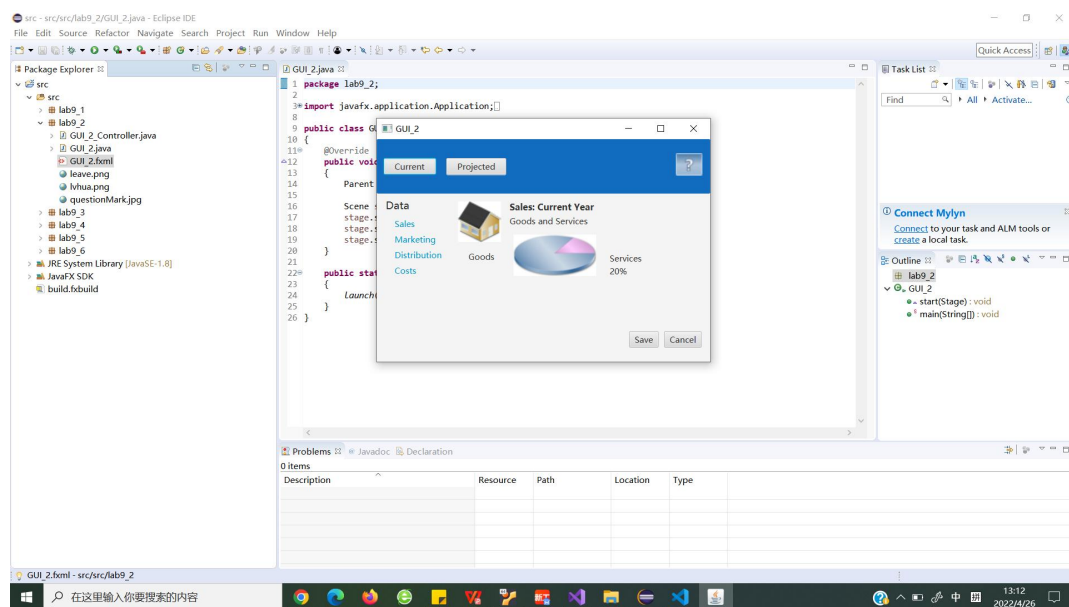 src - src/src/lab9_2/GUI_2.java - Eclipse IDE
File Edit Source Refactor Navigate Search Project Run Window Help
Quick Access
Package Explorer
src
src
lab9_1
lab9_2
GUI_2_Controller.java
GUI_2.java
GUI_2.fxml
leave.png
lvhua.png
questionMark.jpg
lab9_3
lab9_4
lab9_5
lab9_6
JRE System Library [JavaSE-1.8]
JavaFX SDK
build.fxbuild
GUI_2.java
1 package lab9_2;
2
3 import javafx.application.Application;
8
9 public class G
10 {
11 @Override
12 public voi
13 {
14 Parent
15
16 Scene
17 stage.s
18 stage.s
19 stage.s
20 }
21
22 public stat
23 {
24 launch
25 }
26 }
GUI_2
Current Projected
?
Data
Sales
Marketing
Distribution
Costs
Sales: Current Year
Goods and Services
Goods
Services
20%
Save Cancel
Task List
Find All Activate...
Connect Mylyn
Connect to your task and ALM tools or
create a local task.
Outline
lab9_2
GUI_2
start(Stage) : void
main(String[]) : void
Problems Javadoc Declaration
0 items
Description Resource Path Location Type
GUI_2.fxml - src/src/lab9_2
在这里输入你要搜索的内容
中
拼
13:12
2022/4/26